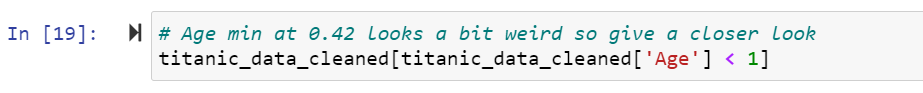 In [19]: # Age min at 0.42 looks a bit weird so give a closer look
titanic_data_cleaned[titanic_data_cleaned['Age'] < 1]